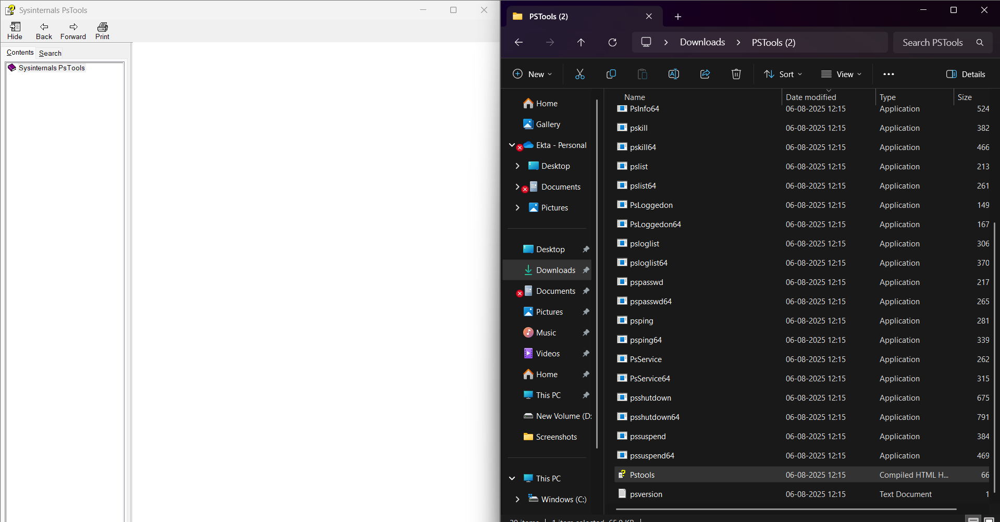 Sysinternals PsTools
Hide Back Forward Print
Contents Search
Sysinternals PsTools
PSTools (2)
Downloads PSTools (2) Search PSTools
New Sort View Details
Home
Gallery
Ekta - Personal
Desktop
Documents
Pictures
Desktop
Downloads
Documents
Pictures
Music
Videos
Home
This PC
New Volume (D:
Screenshots
This PC
Windows (C:)
Name Date modified Type Size
PsInfo64 06-08-2025 12:15 Application 524
pskill 06-08-2025 12:15 Application 382
pskill64 06-08-2025 12:15 Application 466
pslist 06-08-2025 12:15 Application 213
pslist64 06-08-2025 12:15 Application 261
PsLoggedon 06-08-2025 12:15 Application 149
PsLoggedon64 06-08-2025 12:15 Application 167
psloglist 06-08-2025 12:15 Application 306
psloglist64 06-08-2025 12:15 Application 370
pspasswd 06-08-2025 12:15 Application 217
pspasswd64 06-08-2025 12:15 Application 265
psping 06-08-2025 12:15 Application 281
psping64 06-08-2025 12:15 Application 339
PsService 06-08-2025 12:15 Application 262
PsService64 06-08-2025 12:15 Application 315
psshutdown 06-08-2025 12:15 Application 675
psshutdown64 06-08-2025 12:15 Application 791
pssuspend 06-08-2025 12:15 Application 384
pssuspend64 06-08-2025 12:15 Application 469
Pstools 06-08-2025 12:15 Compiled HTML H... 66
psversion 06-08-2025 12:15 Text Document 1
items 1 item selected